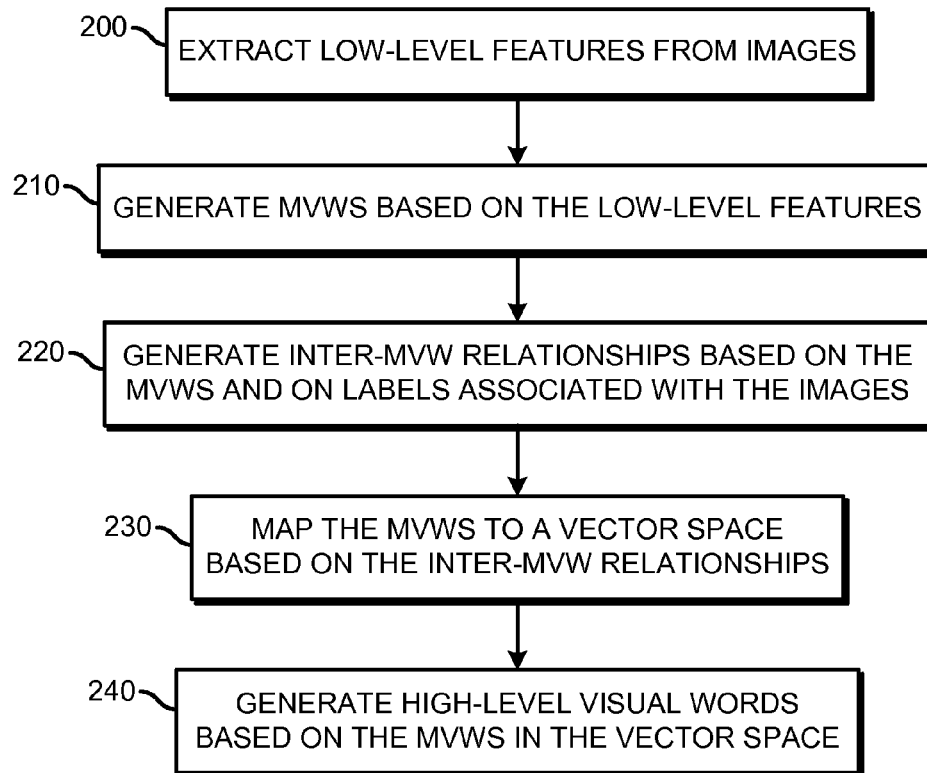 200
EXTRACT LOW-LEVEL FEATURES FROM IMAGES
210
GENERATE MVWS BASED ON THE LOW-LEVEL FEATURES
220
GENERATE INTER-MVW RELATIONSHIPS BASED ON THE
MVWS AND ON LABELS ASSOCIATED WITH THE IMAGES
230
MAP THE MVWS TO A VECTOR SPACE
BASED ON THE INTER-MVW RELATIONSHIPS
240
GENERATE HIGH-LEVEL VISUAL WORDS
BASED ON THE MVWS IN THE VECTOR SPACE